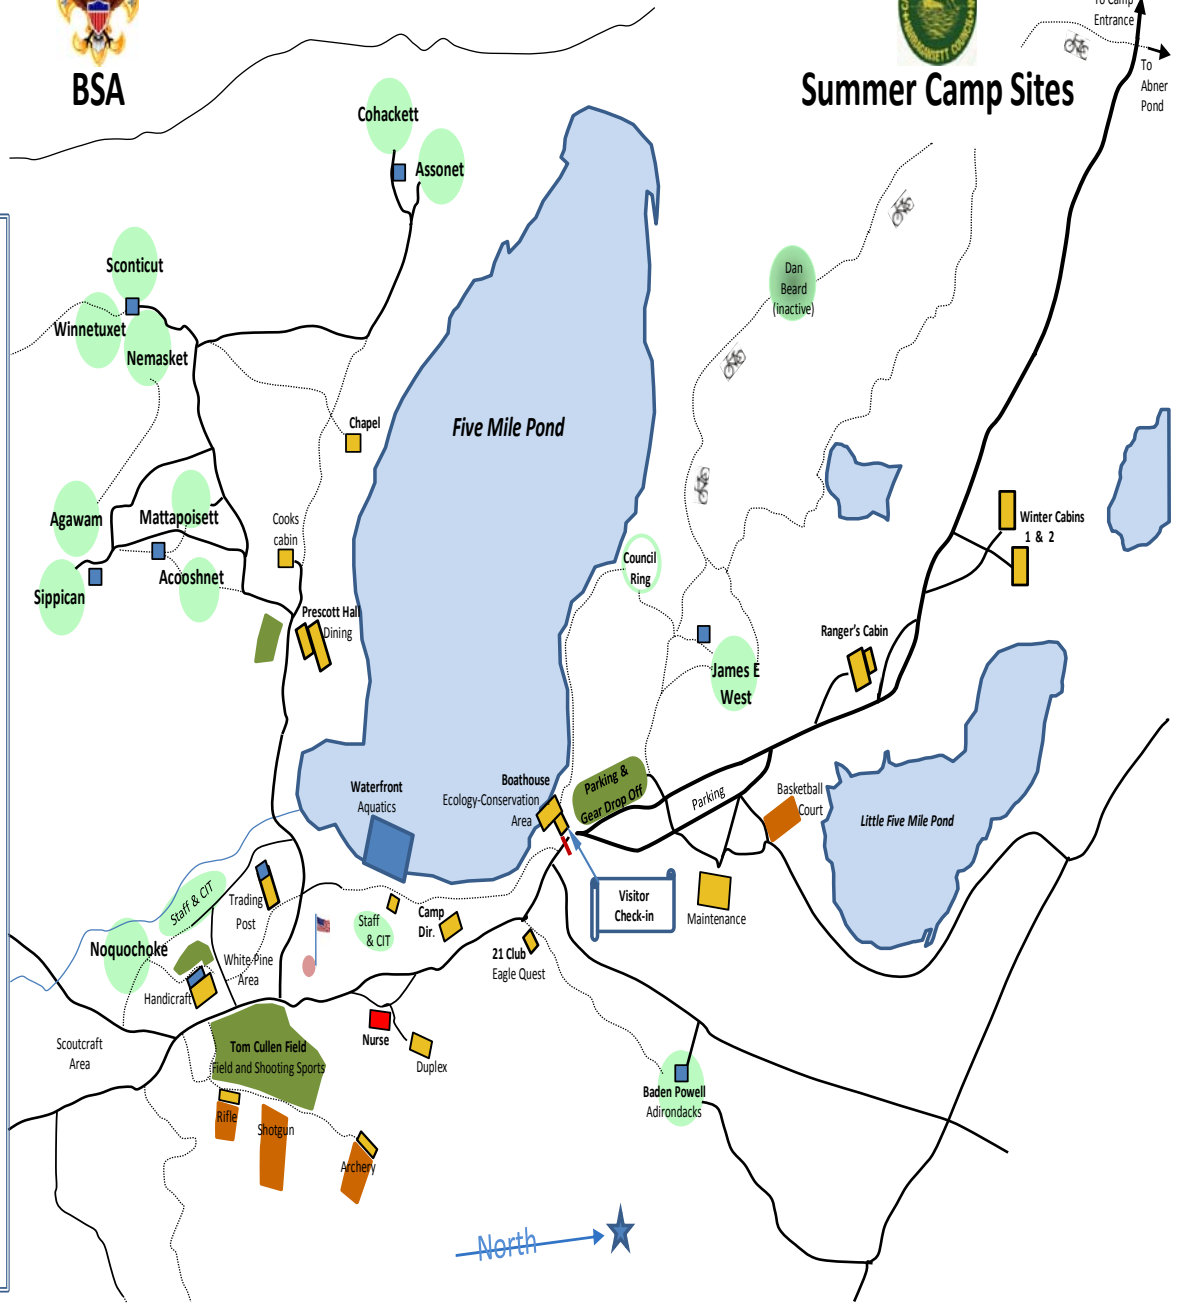 To Camp
Entrance
To
Abner
Pond
BSA
NARRAGANSETT COUNCIL
Summer Camp Sites
Cohackett
Assonet
Sconticut
Winnetuxet
Nemasket
Dan
Beard
(inactive)
Chapel
Five Mile Pond
Agawam
Mattapoisett
Cooks
cabin
Winter Cabins
1 & 2
Council
Ring
Acooshnet
Sippican
Prescott Hall
Dining
Ranger's Cabin
James E
West
Waterfront
Aquatics
Boathouse
Ecology-Conservation
Area
Parking &
Gear Drop Off
Parking
Basketball
Court
Little Five Mile Pond
Staff & CIT
Trading
Post
Staff
& CIT
Camp
Dir.
Visitor
Check-in
Maintenance
Noquochoke
White Pine
Area
21 Club
Eagle Quest
Handicraft
Scoutcraft
Area
Tom Cullen Field
Field and Shooting Sports
Nurse
Duplex
Baden Powell
Adirondacks
Rifle
Shotgun
Archery
North